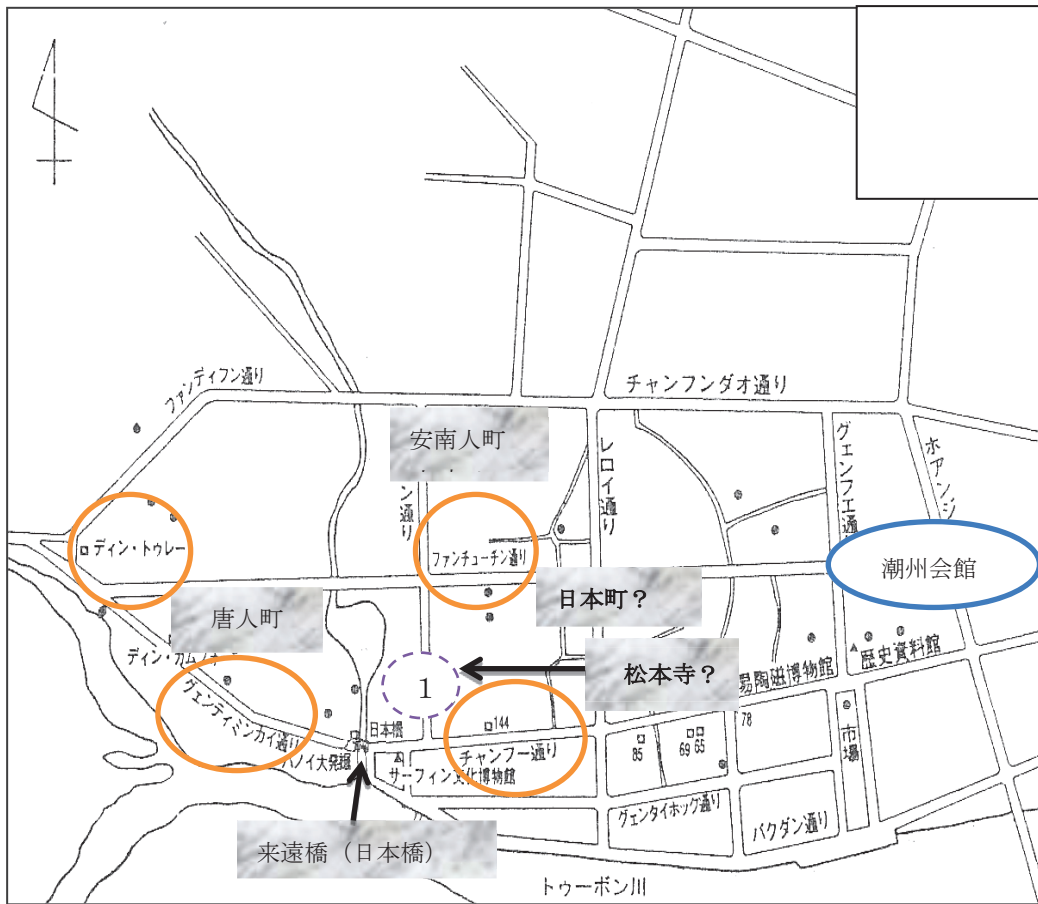 ファンディフン通り
チャンフンダオ通り
安南人町
ン通り
レロイ通り
グェンフエ通
ホアンジ
ディン・トゥレー
ファンチューチン通り
潮州会館
日本町？
唐人町
松本寺？
歴史資料館
易陶磁博物館
1
グェンティミンカイ通り
日本橋
144
チャンフー通り
78
85
69
65
市場
ハノイ大発掘
サーフィン文化博物館
グェンタイホック通り
バクダン通り
来遠橋（日本橋）
トゥーボン川